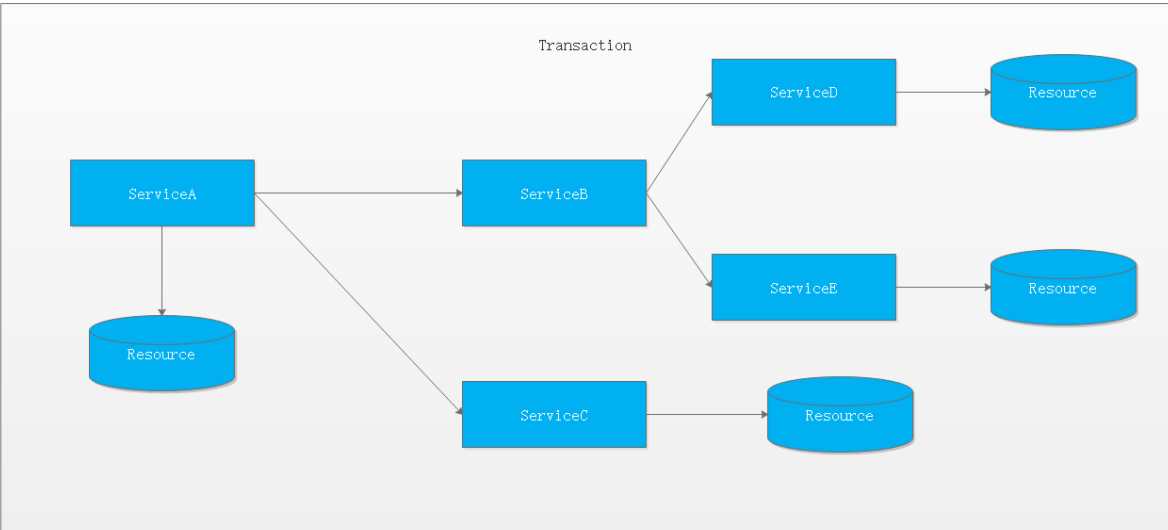 Transaction
ServiceD
Resource
ServiceA
ServiceB
ServiceE
Resource
Resource
ServiceC
Resource